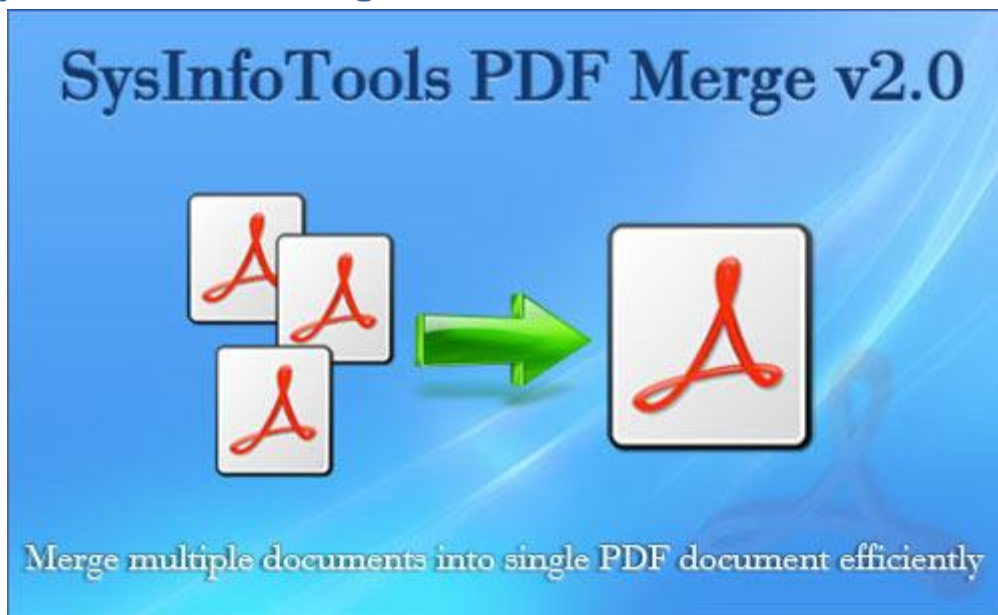 SysInfoTools PDF Merge v2.0
Merge multiple documents into single PDF document efficiently